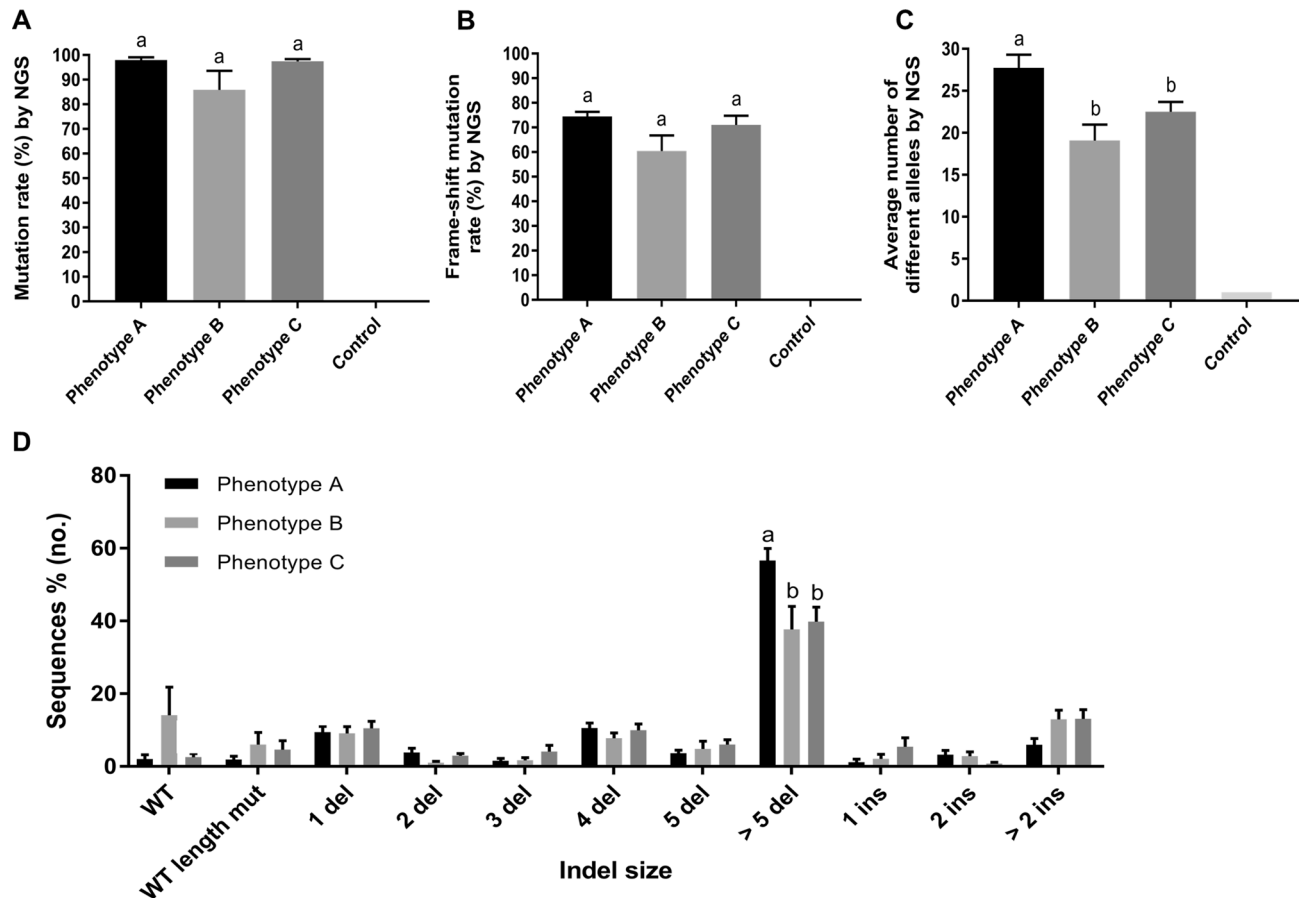 A
Mutation rate (%) by NGS
100
90
80
70
60
50
40
30
20
10
0
a
a
a
Phenotype A
Phenotype B
Phenotype C
Control
B
Frame-shift mutation
rate (%) by NGS
100
90
80
70
60
50
40
30
20
10
0
a
a
a
Phenotype A
Phenotype B
Phenotype C
Control
C
Average number of
different alleles by NGS
30
25
20
15
10
5
0
a
b
b
Phenotype A
Phenotype B
Phenotype C
Control
D
Sequences % (no.)
80
60
40
20
0
Phenotype A
Phenotype B
Phenotype C
a
b
b
WT
WT length mut
1 del
2 del
3 del
4 del
5 del
> 5 del
1 ins
2 ins
> 2 ins
Indel size